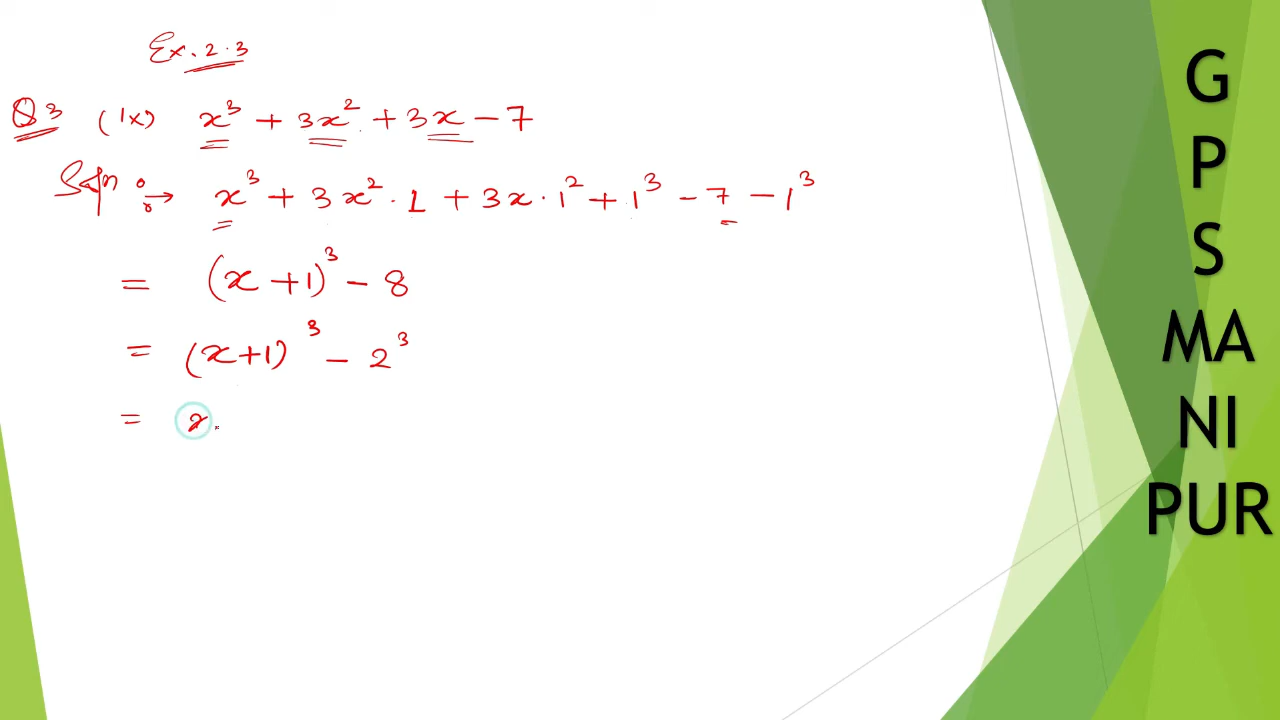 Ex. 2.3
Q3 (ix) x³ + 3x² + 3x - 7
Solⁿ : → x³ + 3x² · 1 + 3x · 1² + 1³ - 7 - 1³
= (x + 1)³ - 8
= (x+1)³ - 2³
= x
G
P
S
MA
NI
PUR